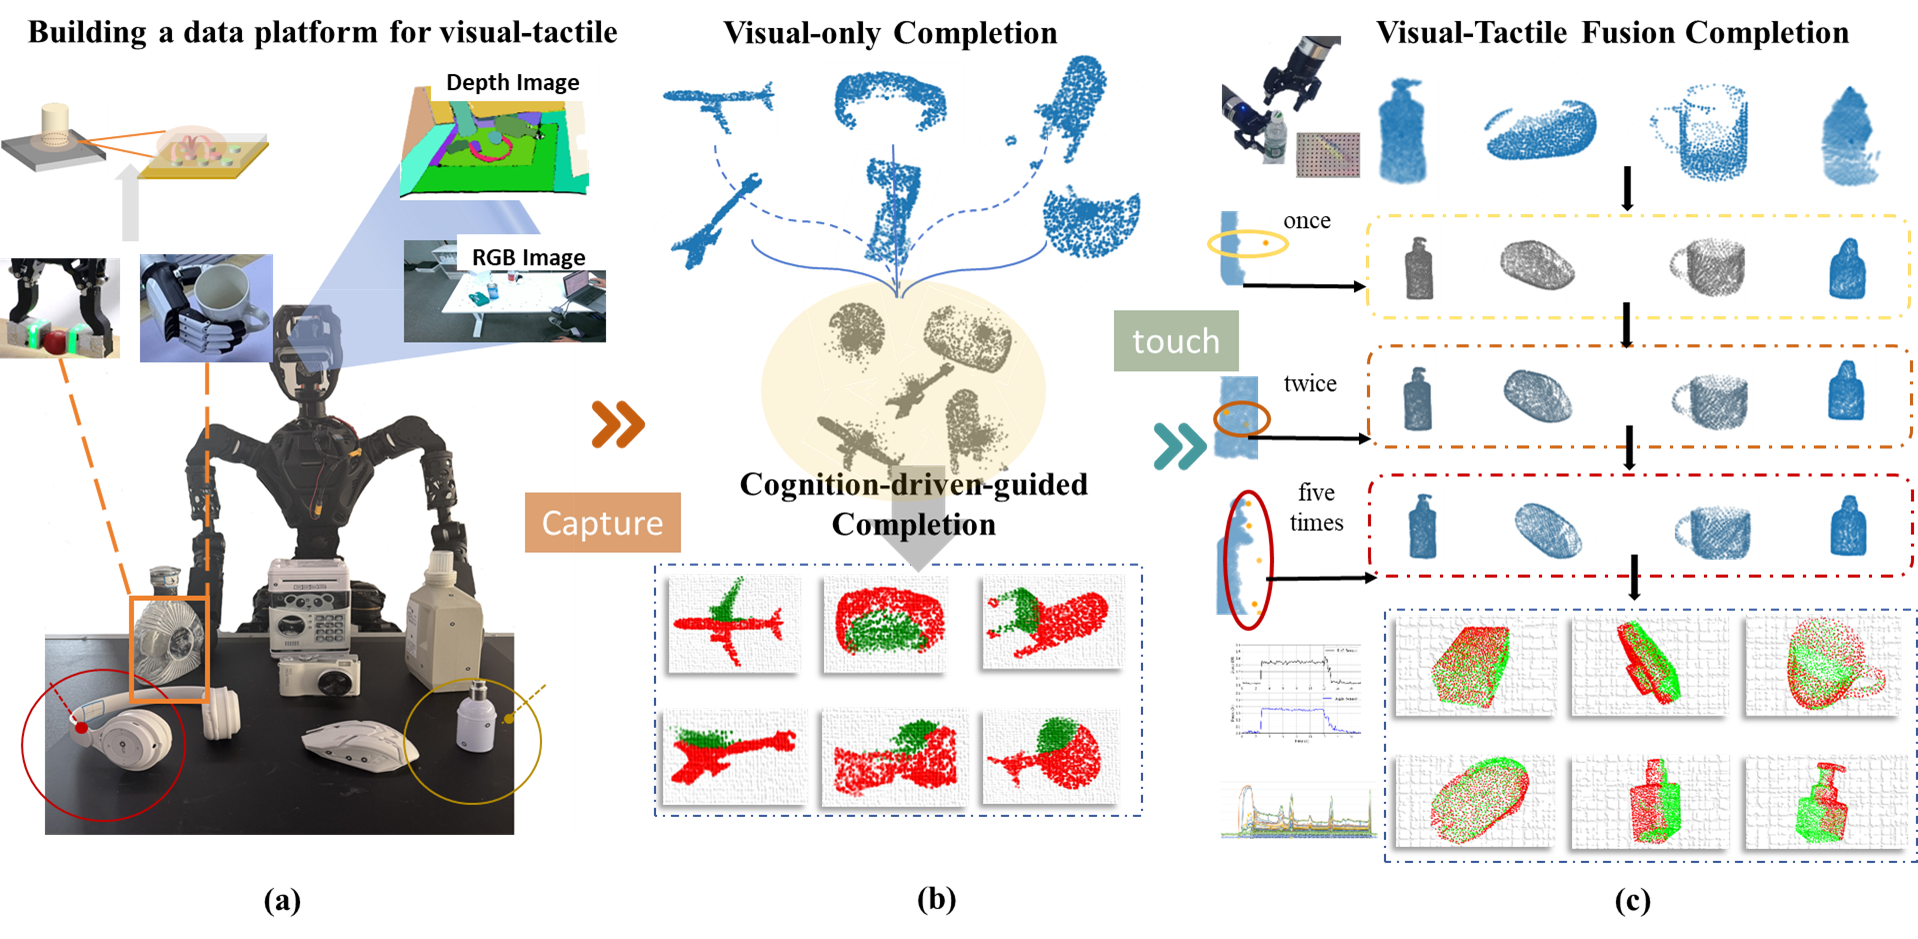 Building a data platform for visual-tactile
Depth Image
RGB Image
Capture
(a)
Visual-only Completion
Cognition-driven-guided
Completion
(b)
Visual-Tactile Fusion Completion
touch
once
twice
five
times
(c)